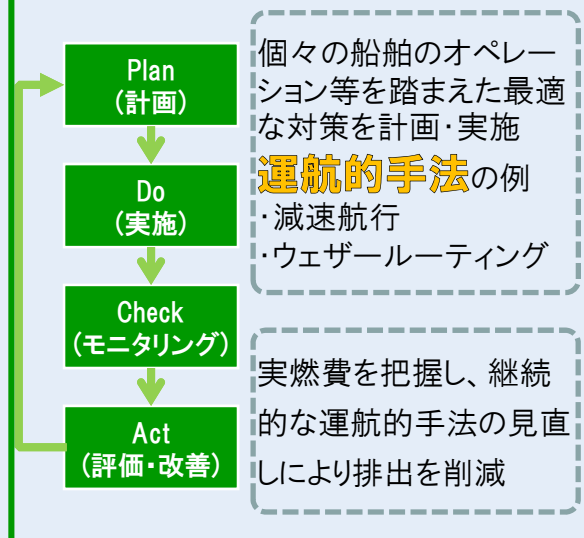 Plan
(計画)
Do
(実施)
Check
(モニタリング)
Act
(評価・改善)
個々の船舶のオペレー
ション等を踏まえた最適
な対策を計画・実施
運航的手法の例
・減速航行
・ウェザールーティング
実燃費を把握し、継続
的な運航的手法の見直
しにより排出を削減